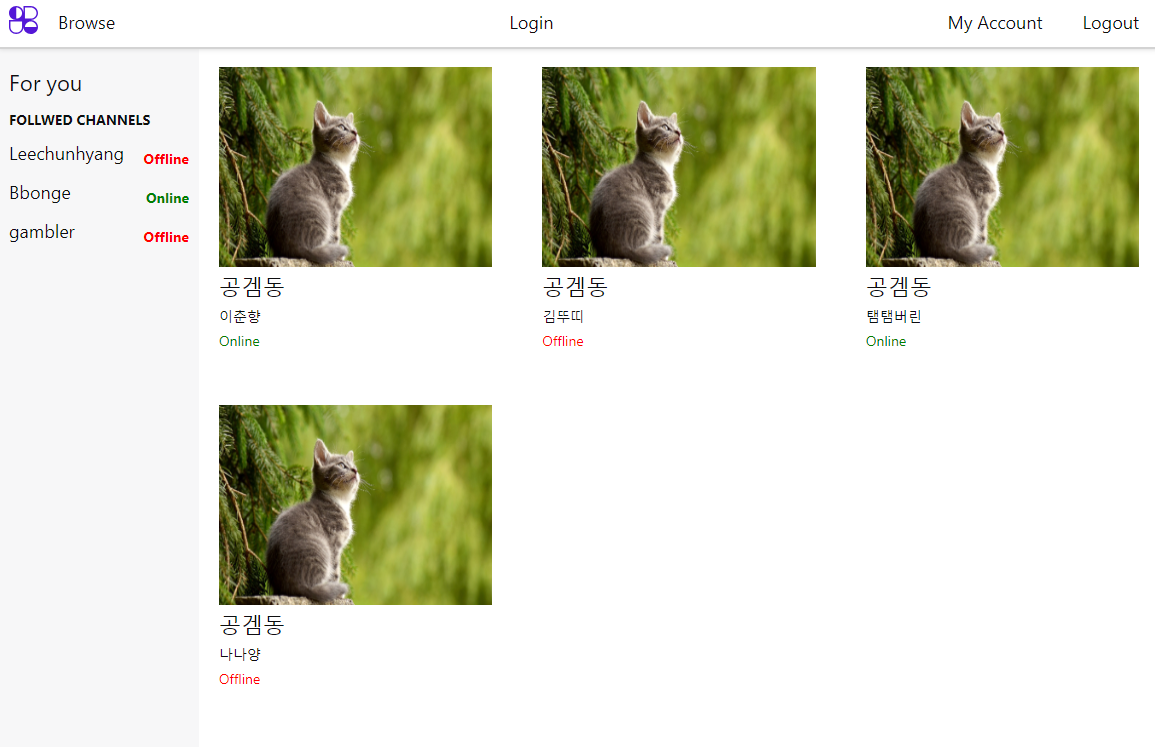 Browse
Login
My Account
Logout
For you
FOLLWED CHANNELS
Leechunhyang Offline
Bbonge Online
gambler Offline
공겜동
이춘향
Online
공겜동
김뚜띠
Offline
공겜동
탬탬버린
Online
공겜동
나나양
Offline